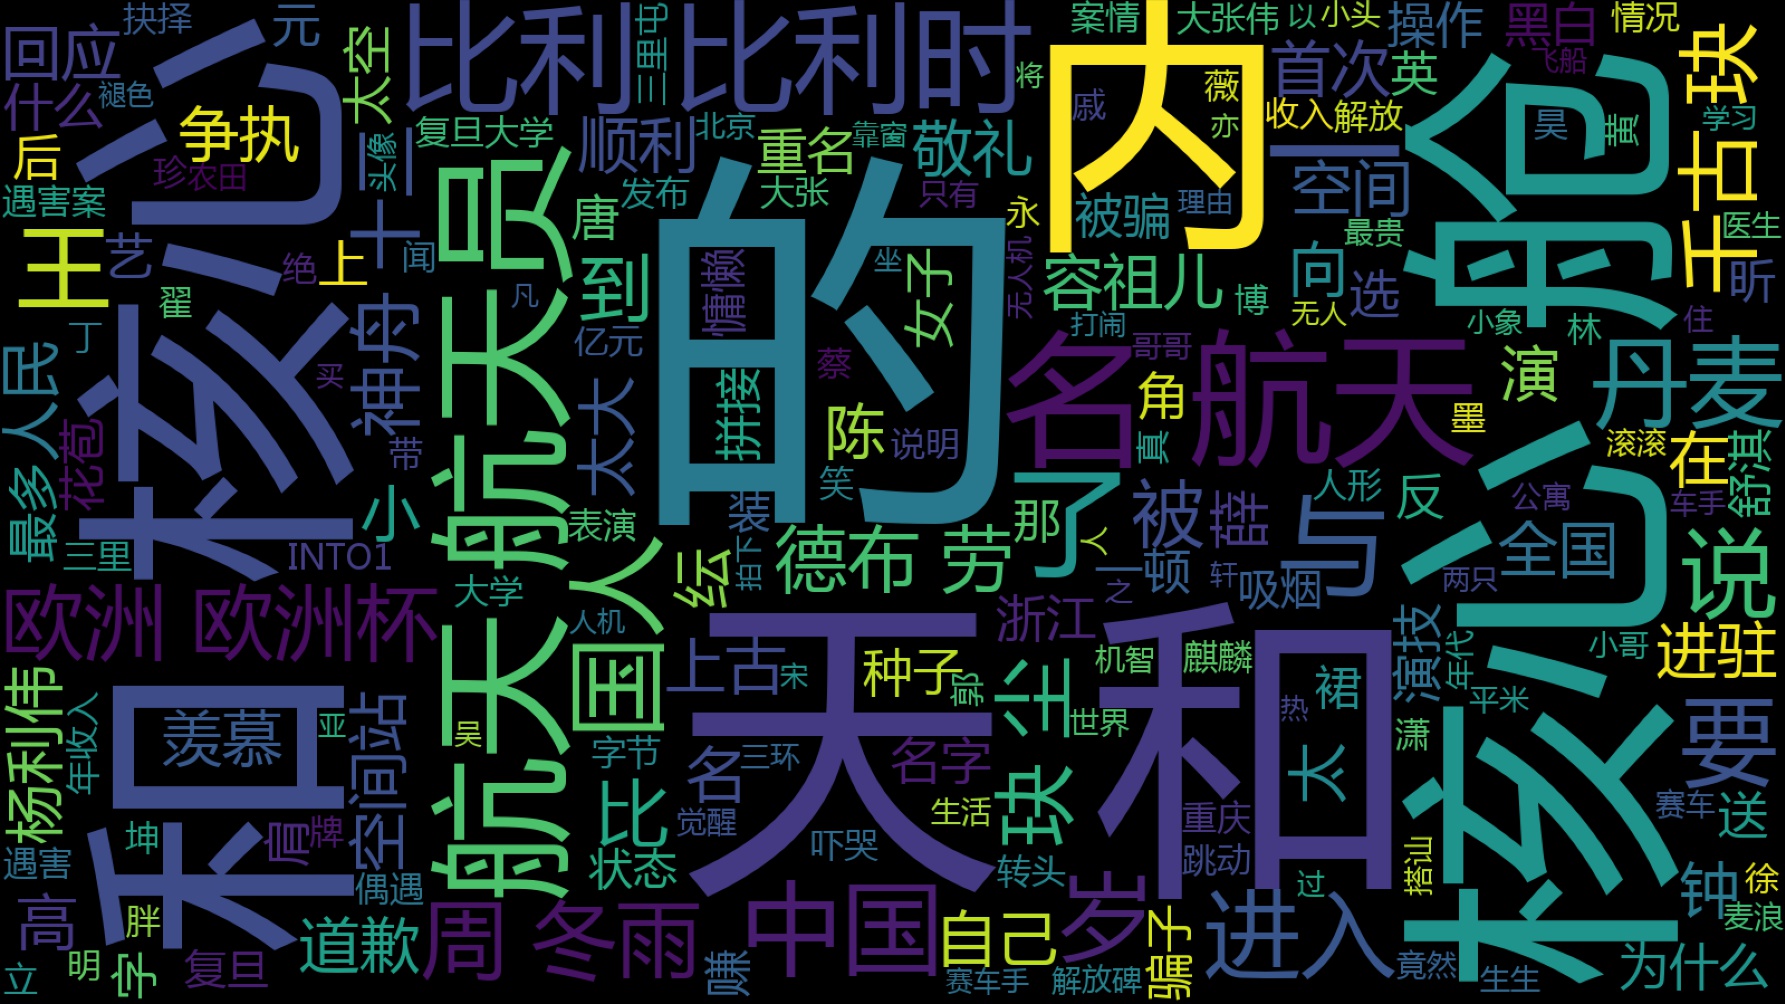 抉择
元
回应
什么
褪色
太空
比利
三里屯
比利时
内
案情
大张伟
以
小头
操作
黑白
飞船
情况
将
首次
英
玦
千古
薇
戚
亦
收入
解放
昊
黄
学习
核心
后
争执
珍
农田
遇害案
十二
头像
复旦大学
顺利
北京
重名
靠窗
敬礼
一
空间
舱
王
艺
绝
上
闻
航天员
航天
发布
大张
只有
永
被骗
理由
最贵
医生
唐
翟
到
慵懒
的
坐
女子
无人机
容祖儿
博
向
选
昕
丁
神舟
凡
亿元
打闹
无人
小象
林
住
买
太太
蔡
名
哥哥
航天
演
丹麦
最多
人民
花苞
带
拼接
陈
说明
角
真
墨
滚滚
在
舒淇
三里
INTO1
小
表演
装
笑
那
了
被
人形
反
公寓
车手
全国
说
国人
纭
拍下
德布
劳
人
一顿
轩
吸烟
与
两只
核心
欧洲
欧洲杯
大学
人机
浙江
之
演技
年代
小哥
进驻
杨利伟
年收入
和
羡慕
亚
空间站
吴
上古
宋
种子
郭
尘
机智
麒麟
裙
平米
要
世界
热
潇
天和
字节
名
三环
名字
太
比
玦
觉醒
生活
重庆
赛车
送
坤
肖
牌
遇害
偶遇
状态
吓哭
转头
跳动
搭讪
过
钟
徐
高
胖
道歉
周
冬雨
中国
自己
岁
骗子
进入
麦浪
立
明
字
复旦
赚
赛车手
解放碑
竟然
生生
为什么